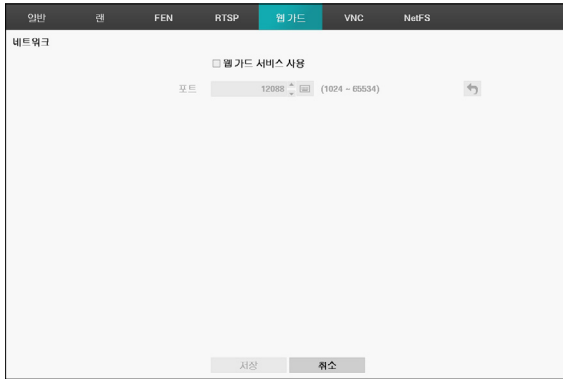 일반 랜 FEN RTSP 웹 가드 VNC NetFS
네트워크
웹 가드 서비스 사용
포트 12088 (1024 ~ 65534)
저장 취소